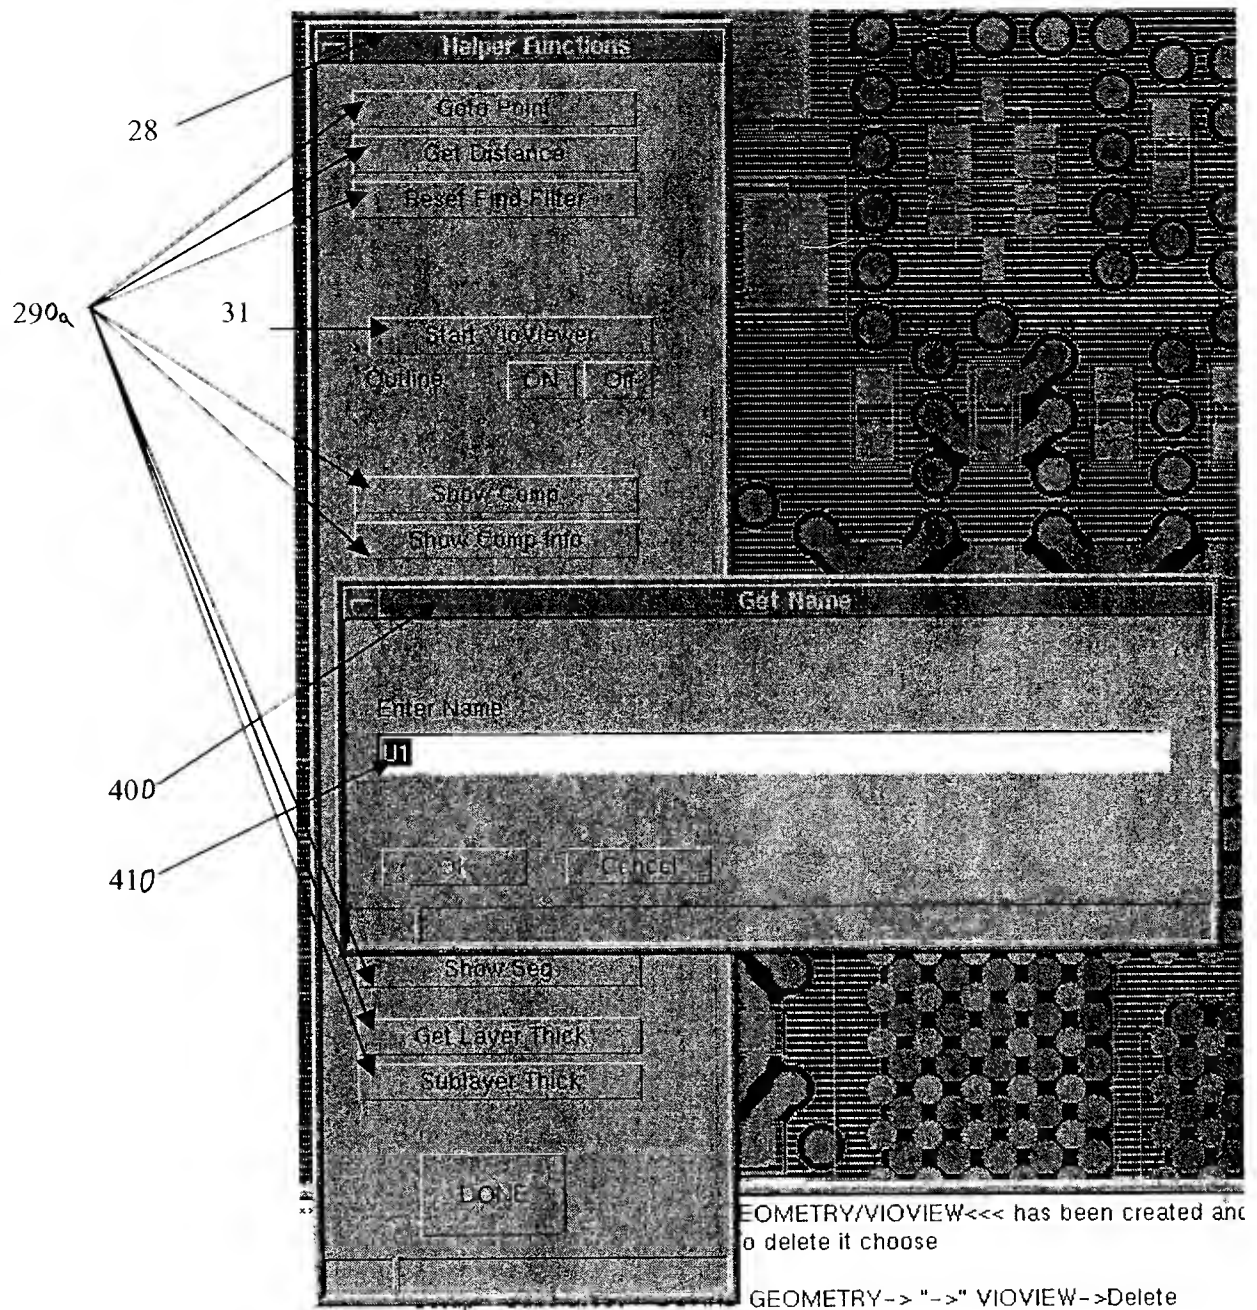 Helper Functions
28
Goto Point
Get Distance
Reset Find Filter
290a
31
Start VioViewer
Outline
ON
Off
Show Comp
Show Comp Info
Get Name
Enter Name
U1
400
410
Ok
Cancel
Show Seg
Get Layer Thick
Sublayer Thick
DONE
EOMETRY/VIOVIEW<<< has been created and
o delete it choose
GEOMETRY-> "->" VIOVIEW->Delete